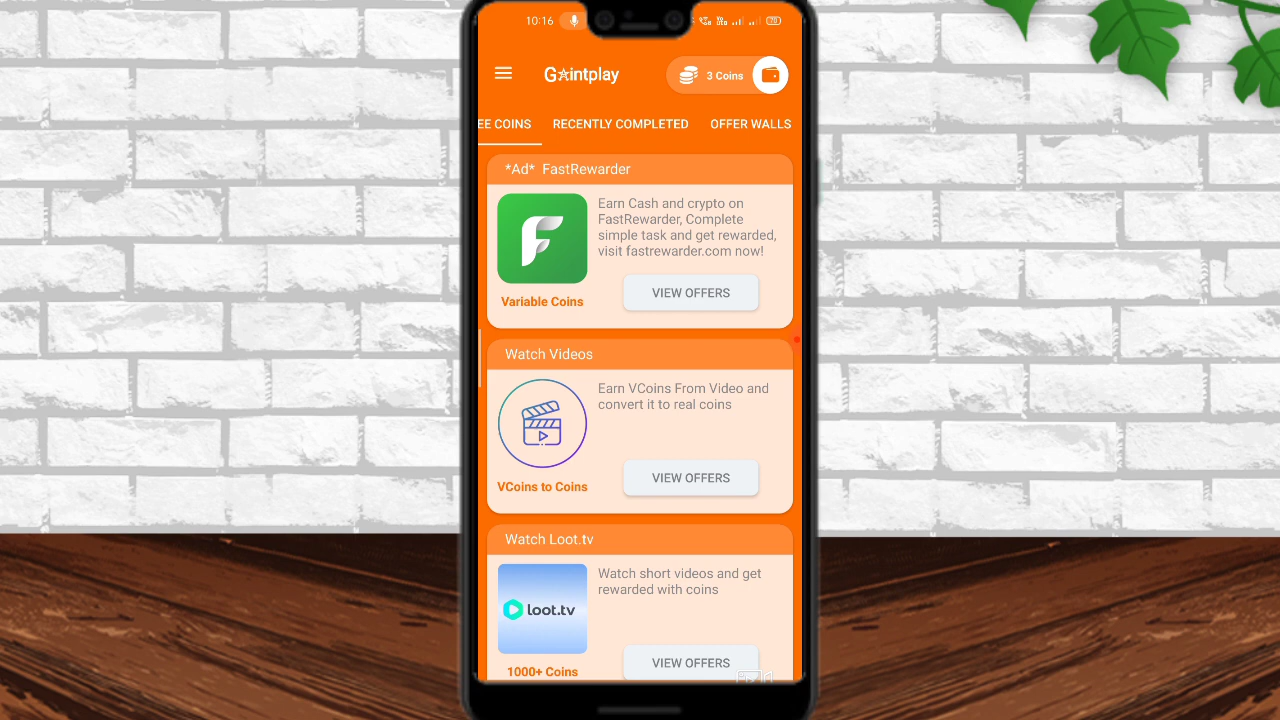 10:16
70
G☆intplay
3 Coins
EE COINS
RECENTLY COMPLETED
OFFER WALLS
*Ad* FastRewarder
Earn Cash and crypto on
FastRewarder, Complete
simple task and get rewarded,
visit fastrewarder.com now!
Variable Coins
VIEW OFFERS
Watch Videos
Earn VCoins From Video and
convert it to real coins
VCoins to Coins
VIEW OFFERS
Watch Loot.tv
Watch short videos and get
rewarded with coins
loot.tv
1000+ Coins
VIEW OFFERS